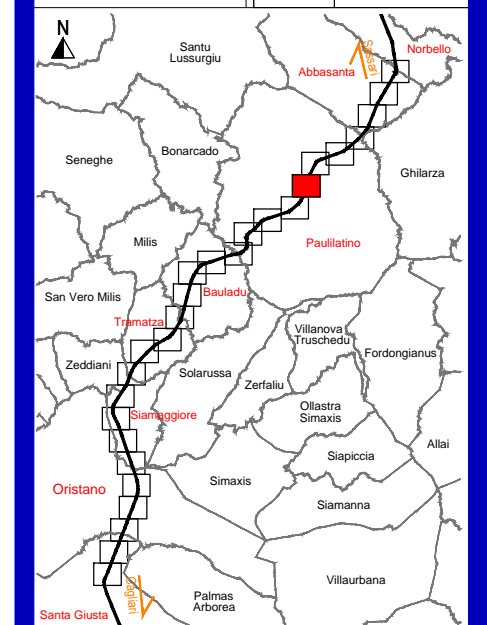 N
Santu
Lussurgiu
Sassari
Norbello
Abbasanta
Seneghe
Bonarcado
Ghilarza
Milis
Paulilatino
San Vero Milis
Bauladu
Tramatza
Villanova
Truschedu
Fordongianus
Zeddiani
Solarussa
Zerfaliu
Ollastra
Simaxis
Siamaggiore
Allai
Siapiccia
Simaxis
Oristano
Siamanna
Villaurbana
Cagliari
Palmas
Arborea
Santa Giusta